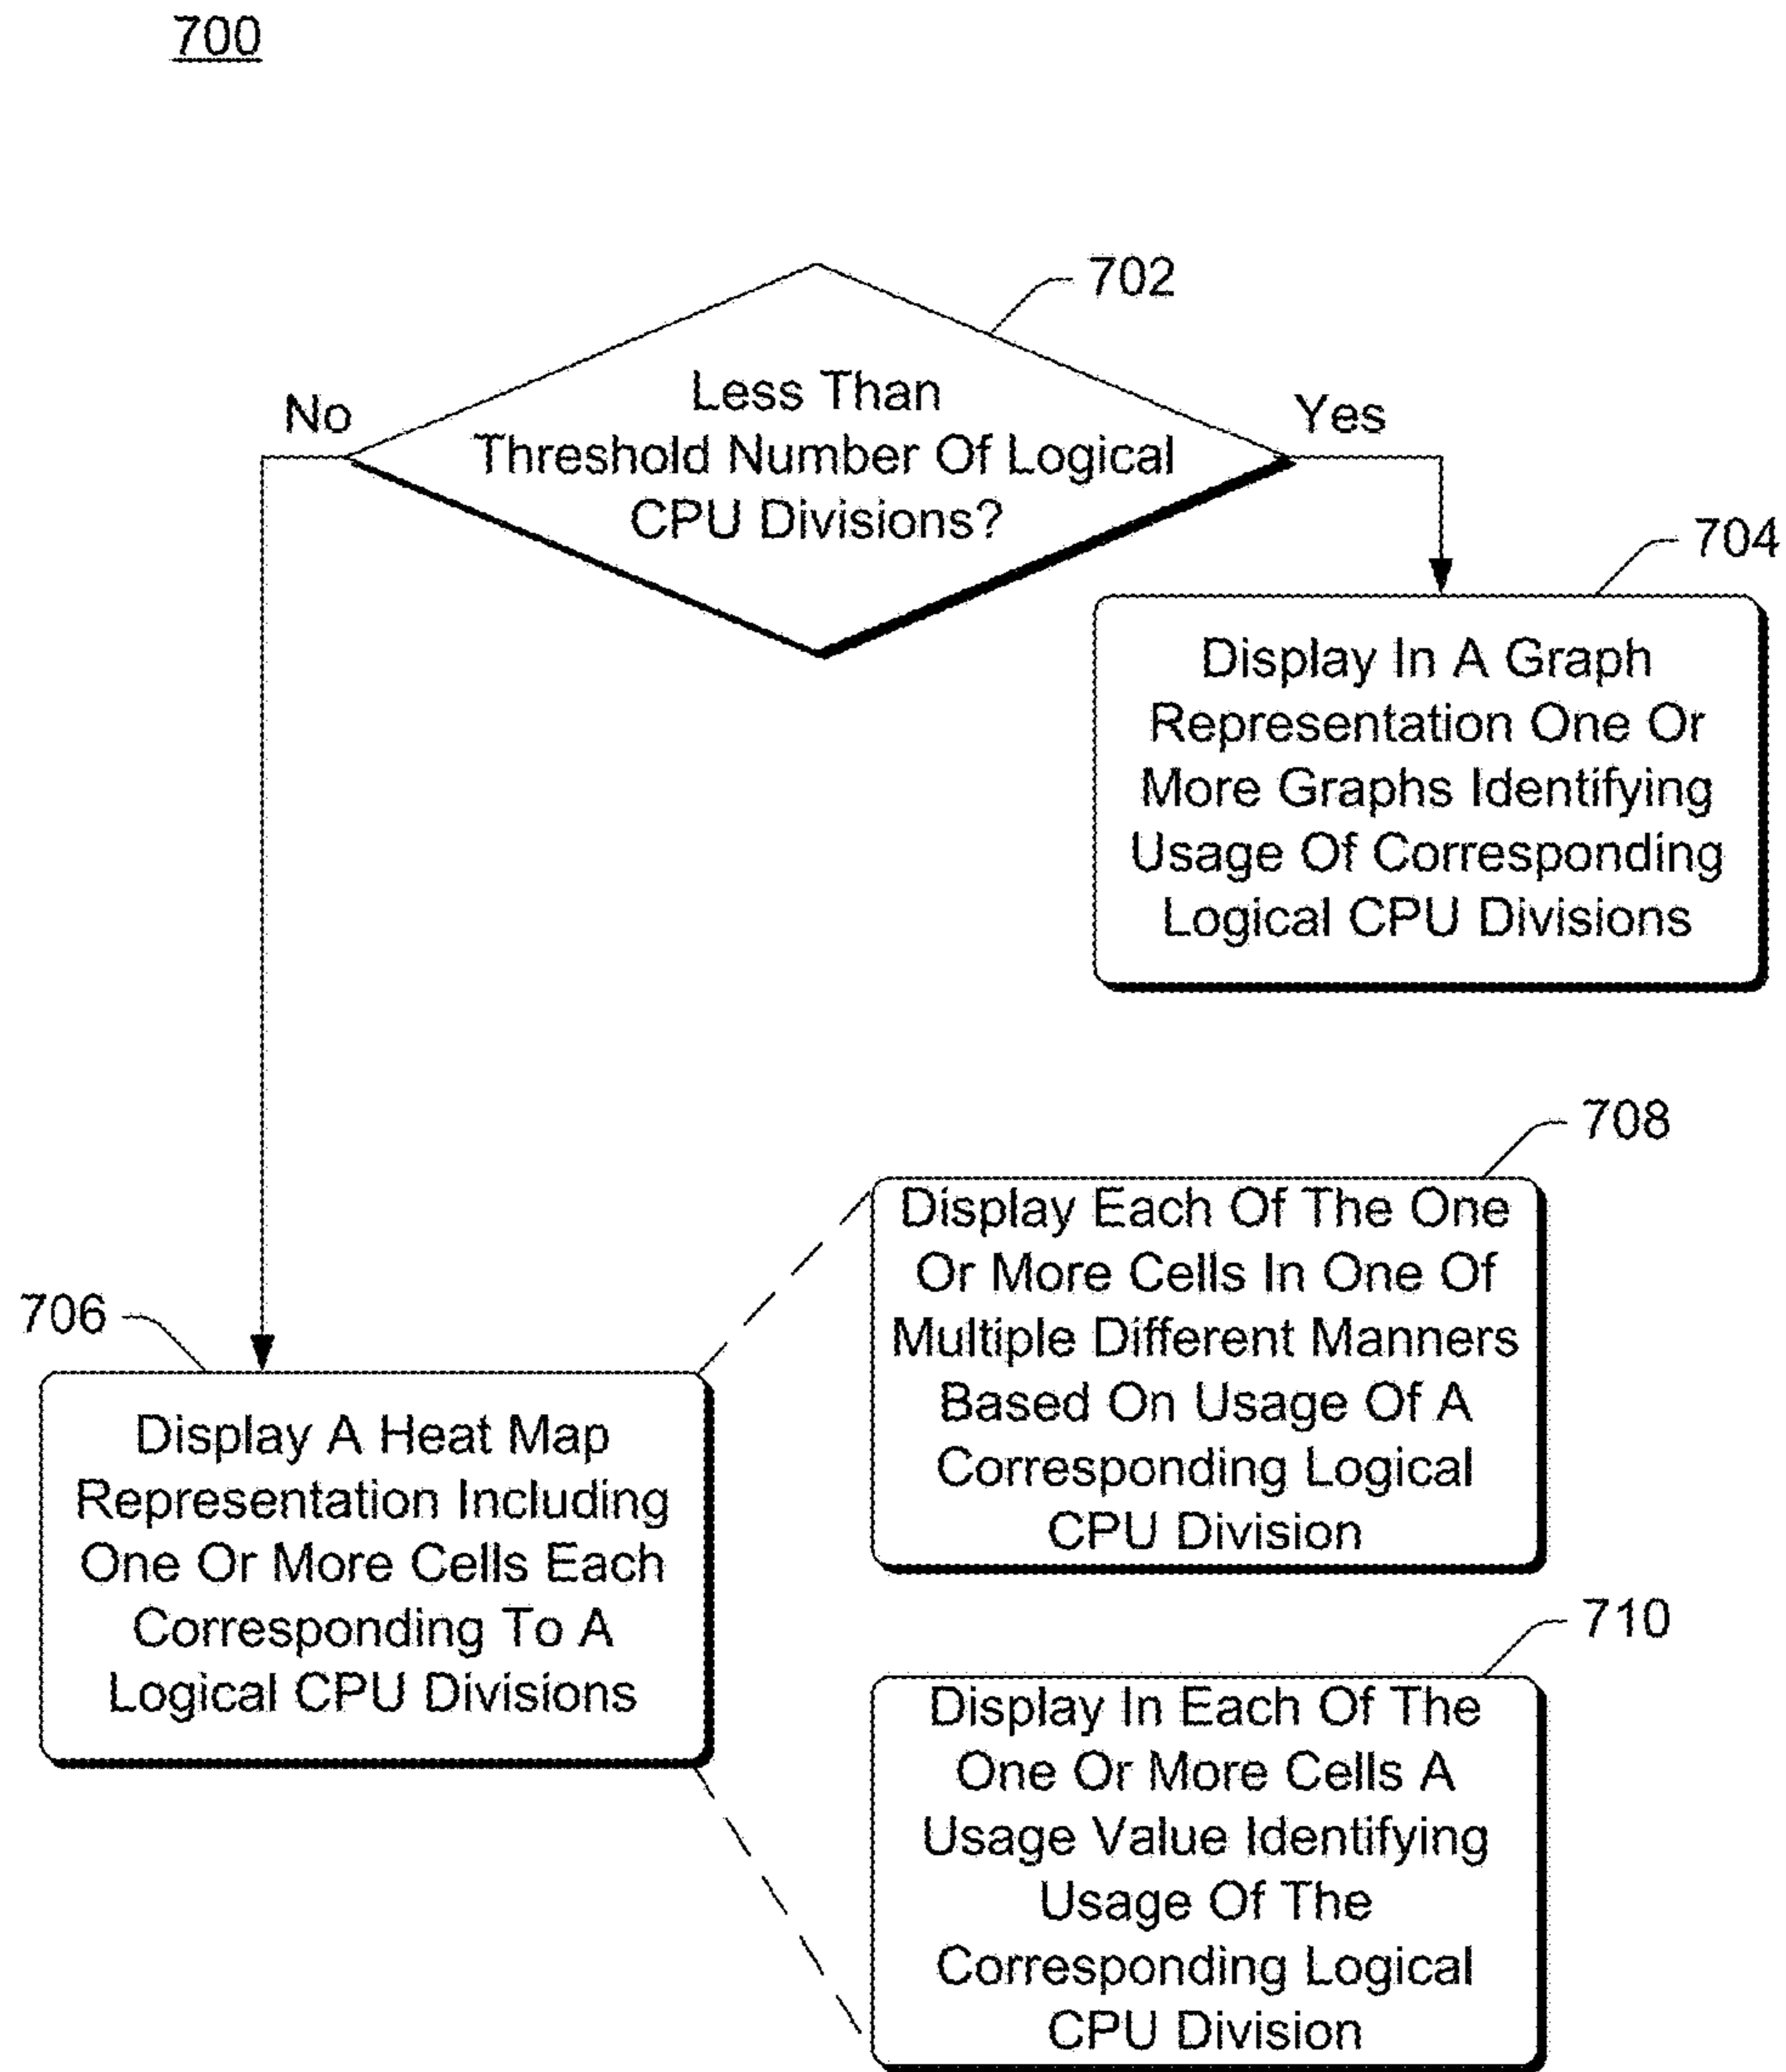 700
702
Less Than
Threshold Number Of Logical
CPU Divisions?
No
Yes
704
Display In A Graph
Representation One Or
More Graphs Identifying
Usage Of Corresponding
Logical CPU Divisions
706
Display A Heat Map
Representation Including
One Or More Cells Each
Corresponding To A
Logical CPU Divisions
708
Display Each Of The One
Or More Cells In One Of
Multiple Different Manners
Based On Usage Of A
Corresponding Logical
CPU Division
710
Display In Each Of The
One Or More Cells A
Usage Value Identifying
Usage Of The
Corresponding Logical
CPU Division